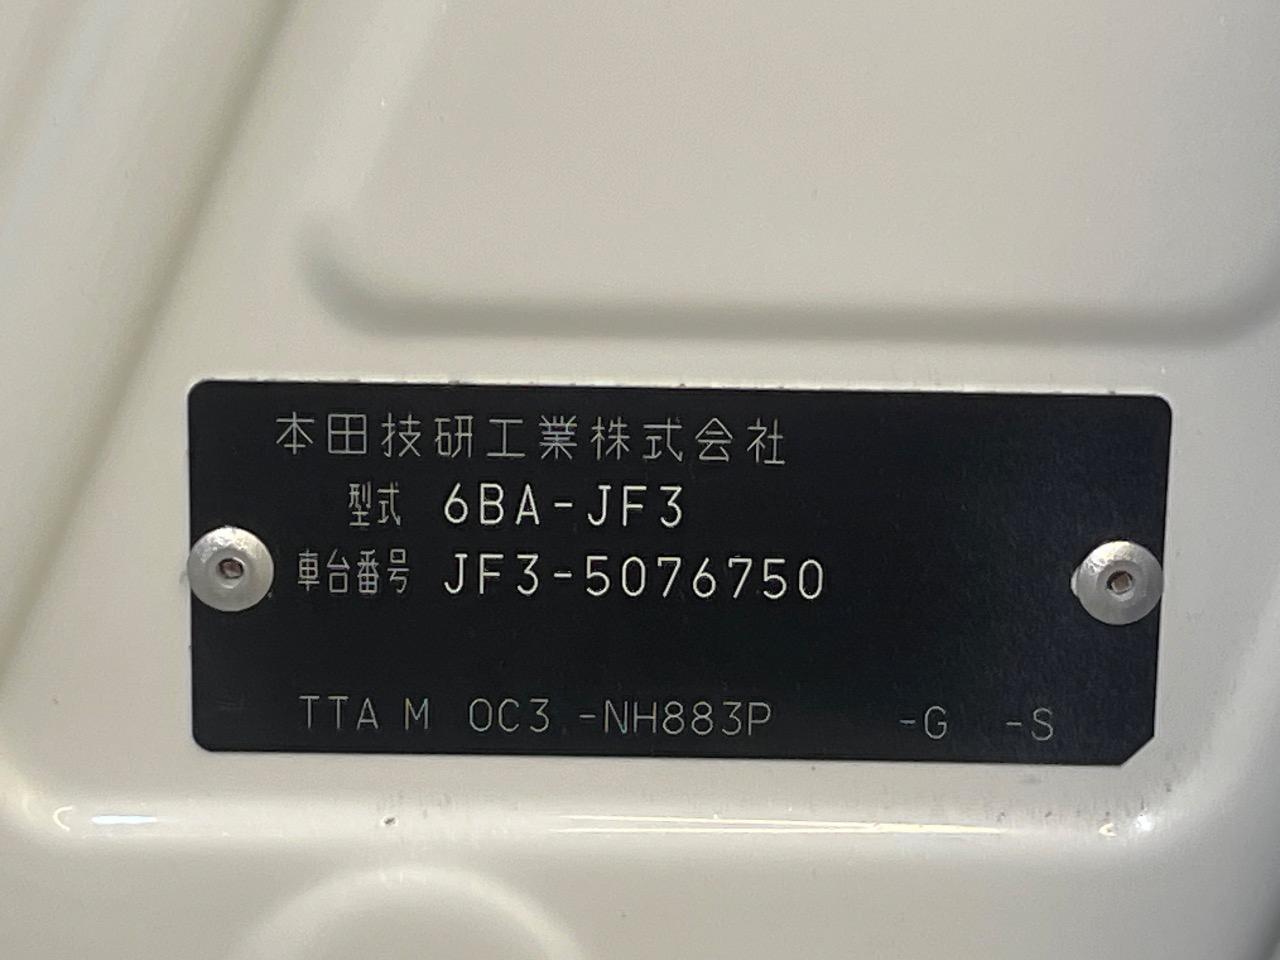 本田技研工業株式会社
型式 6BA-JF3
車台番号 JF3-5076750
TTA M 0C3 -NH883P -G -S